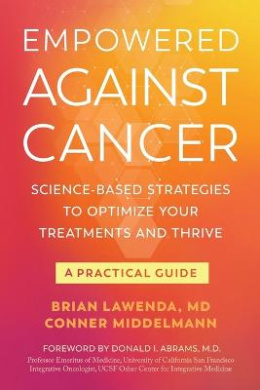 EMPOWERED
AGAINST
CANCER
SCIENCE-BASED STRATEGIES
TO OPTIMIZE YOUR
TREATMENTS AND THRIVE
A PRACTICAL GUIDE
BRIAN LAWENDA, MD
CONNER MIDDELMANN
FOREWORD BY DONALD I. ABRAMS, M.D.
Professor Emeritus of Medicine, University of California San Francisco
Integrative Oncologist, UCSF Osher Center for Integrative Medicine